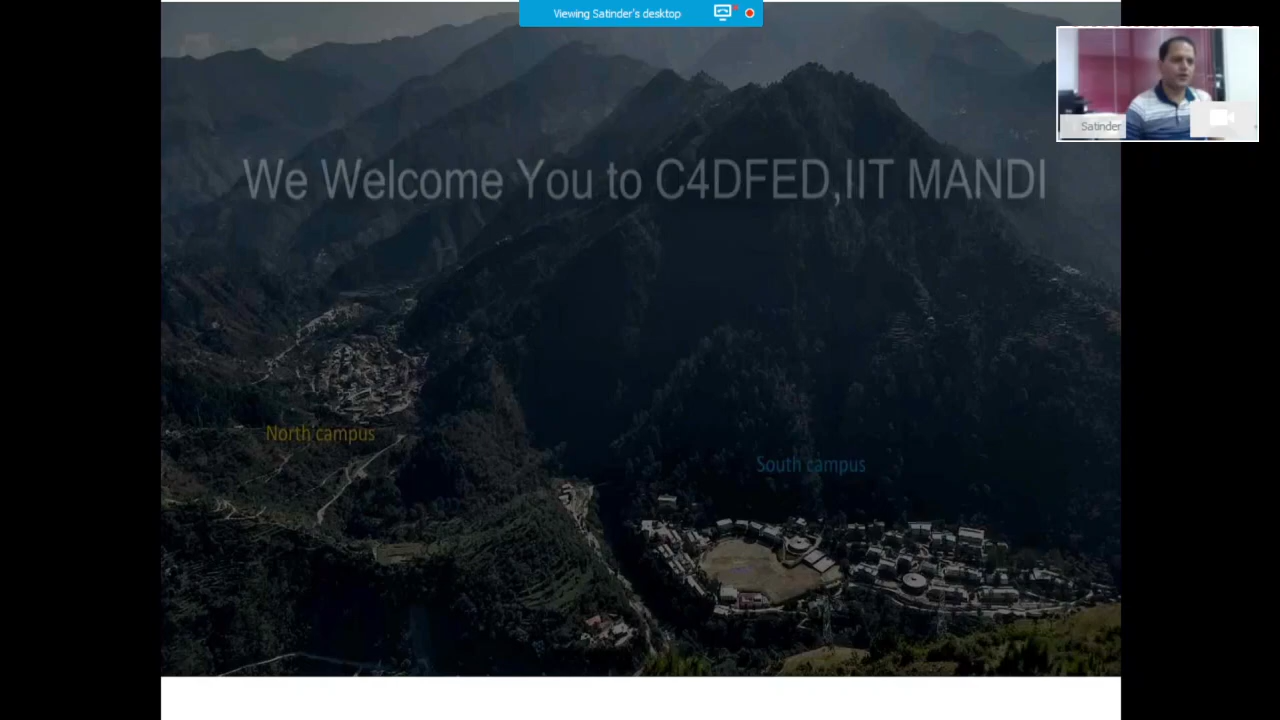 Viewing Satinder's desktop
Satinder
We Welcome You to C4DFED,IIT MANDI
North campus
South campus